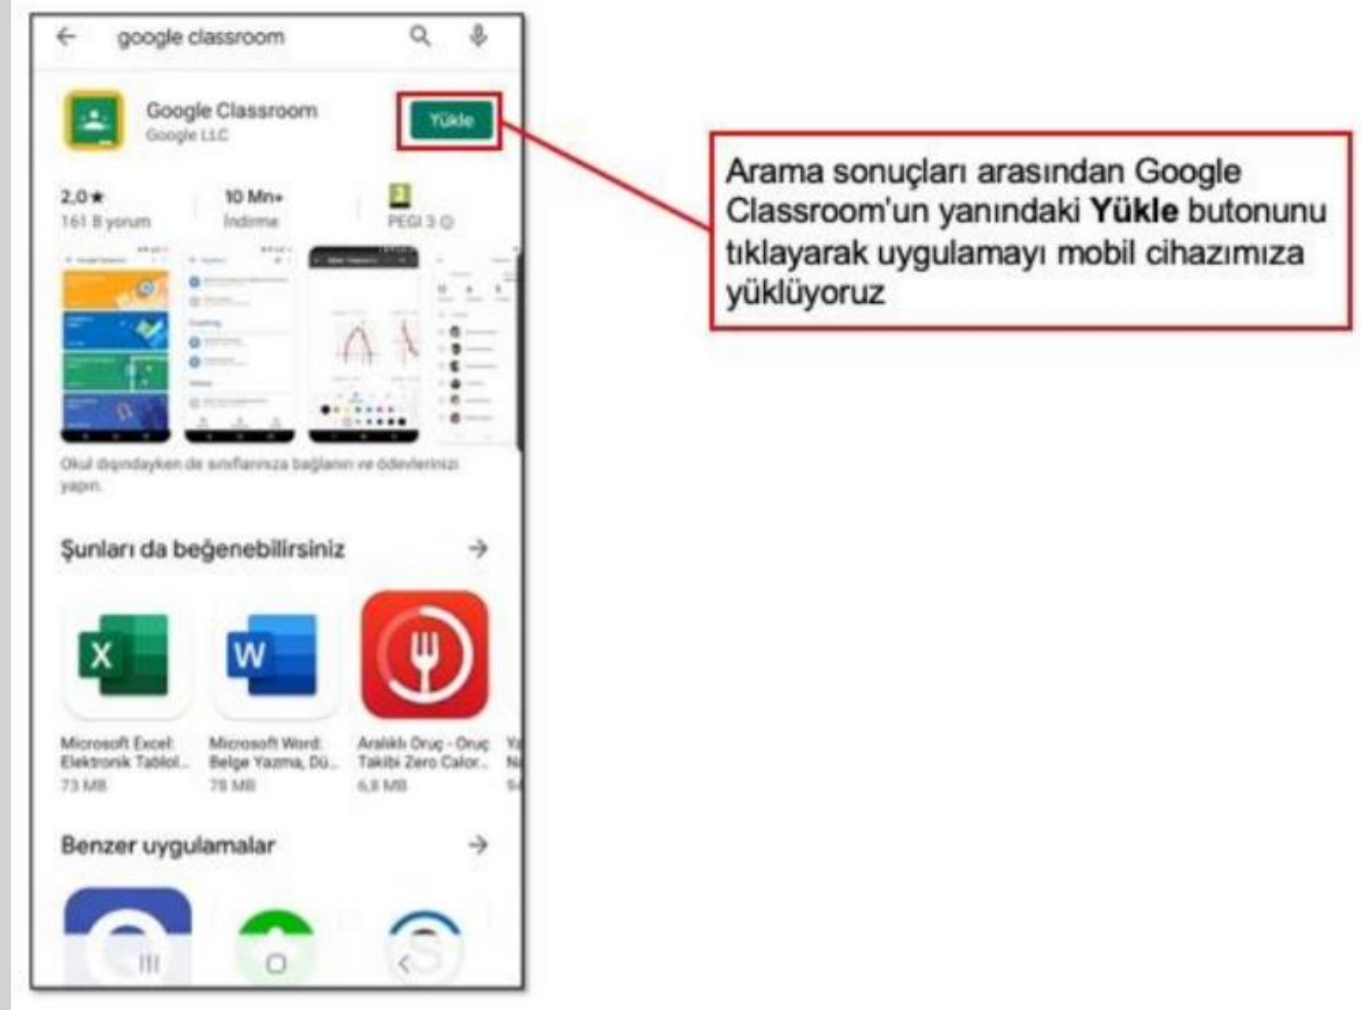 google classroom
Google Classroom
Google LLC
Yükle
2,0★
161 B yorum
10 Mn+
İndirme
3
PEGI 3
Okul dışındayken de sınıflarınıza bağlanın ve ödevlerinizi
yapın.
Şunları da beğenebilirsiniz
X
W
Microsoft Excel:
Elektronik Tablol...
73 MB
Microsoft Word:
Belge Yazma, Dü...
78 MB
Aralıklı Oruç - Oruç
Takibi Zero Calor...
6,8 MB
Benzer uygulamalar
Arama sonuçları arasından Google
Classroom'un yanındaki Yükle butonunu
tıklayarak uygulamayı mobil cihazımıza
yüklüyoruz